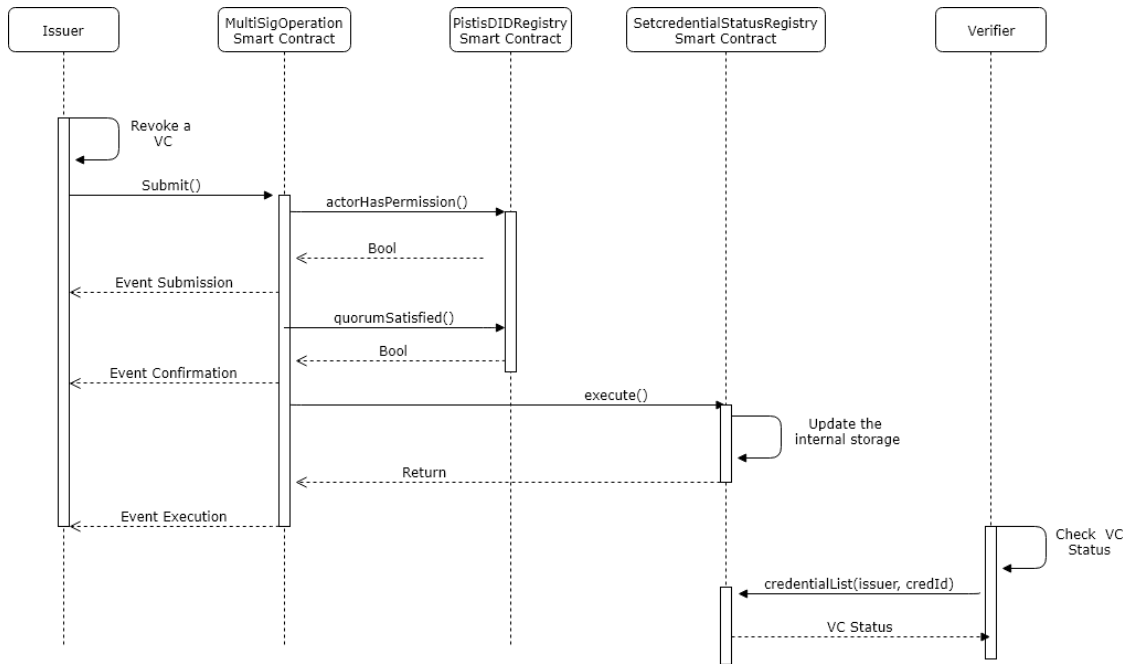 Issuer
MultiSigOperation
Smart Contract
PistisDIDRegistry
Smart Contract
SetcredentialStatusRegistry
Smart Contract
Verifier
Revoke a
VC
Submit()
actorHasPermission()
Bool
Event Submission
quorumSatisfied()
Bool
Event Confirmation
execute()
Update the
internal storage
Return
Event Execution
Check VC
Status
credentialList(issuer, credId)
VC Status